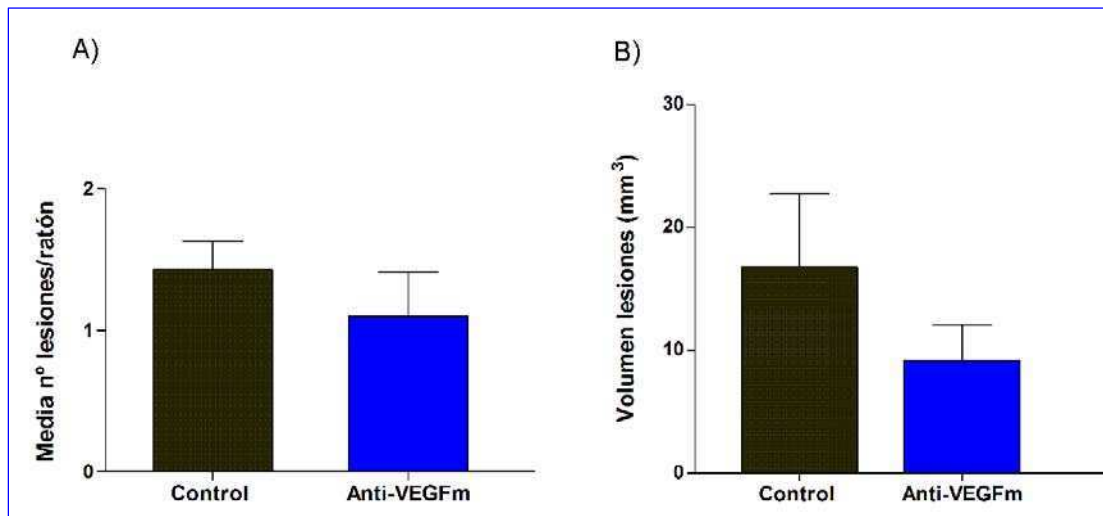 A)
Media nº lesiones/ratón
2
1
0
Control
Anti-VEGFm
B)
Volumen lesiones (mm³)
30
20
10
0
Control
Anti-VEGFm